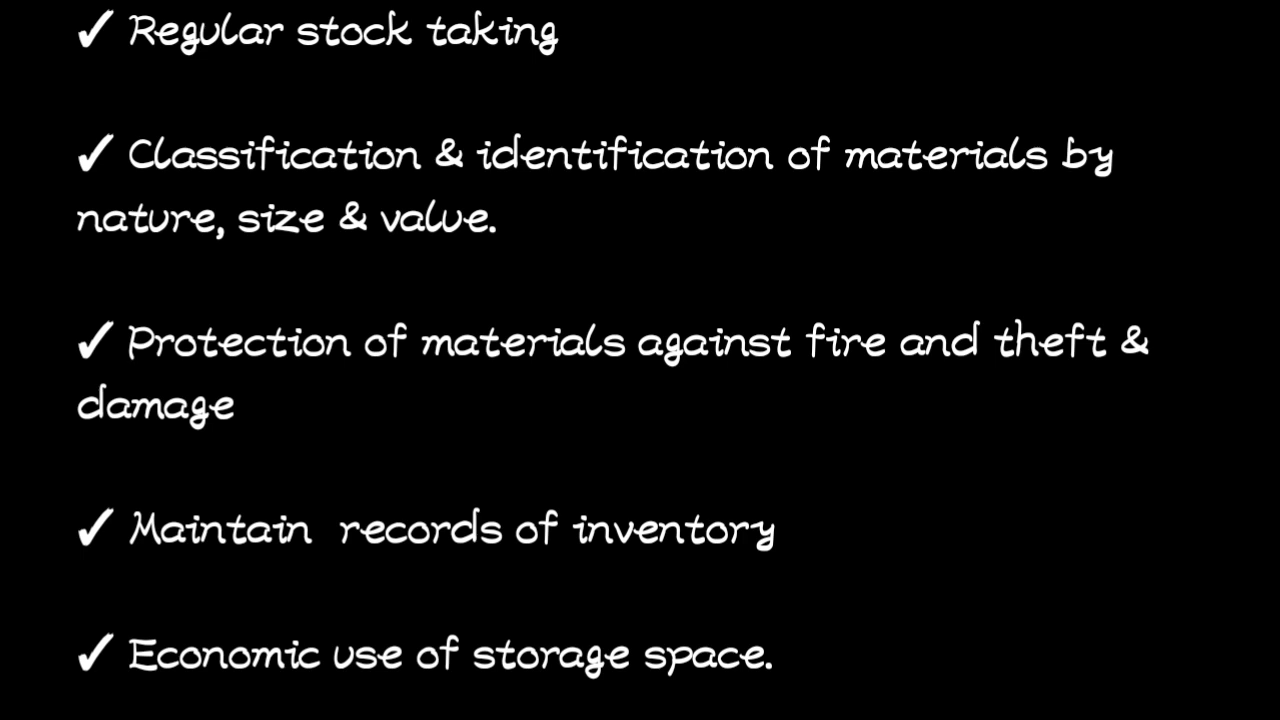 ✓ Regular stock taking
✓ Classification & identification of materials by
nature, size & value.
✓ Protection of materials against fire and theft &
damage
✓ Maintain  records of inventory
✓ Economic use of storage space.